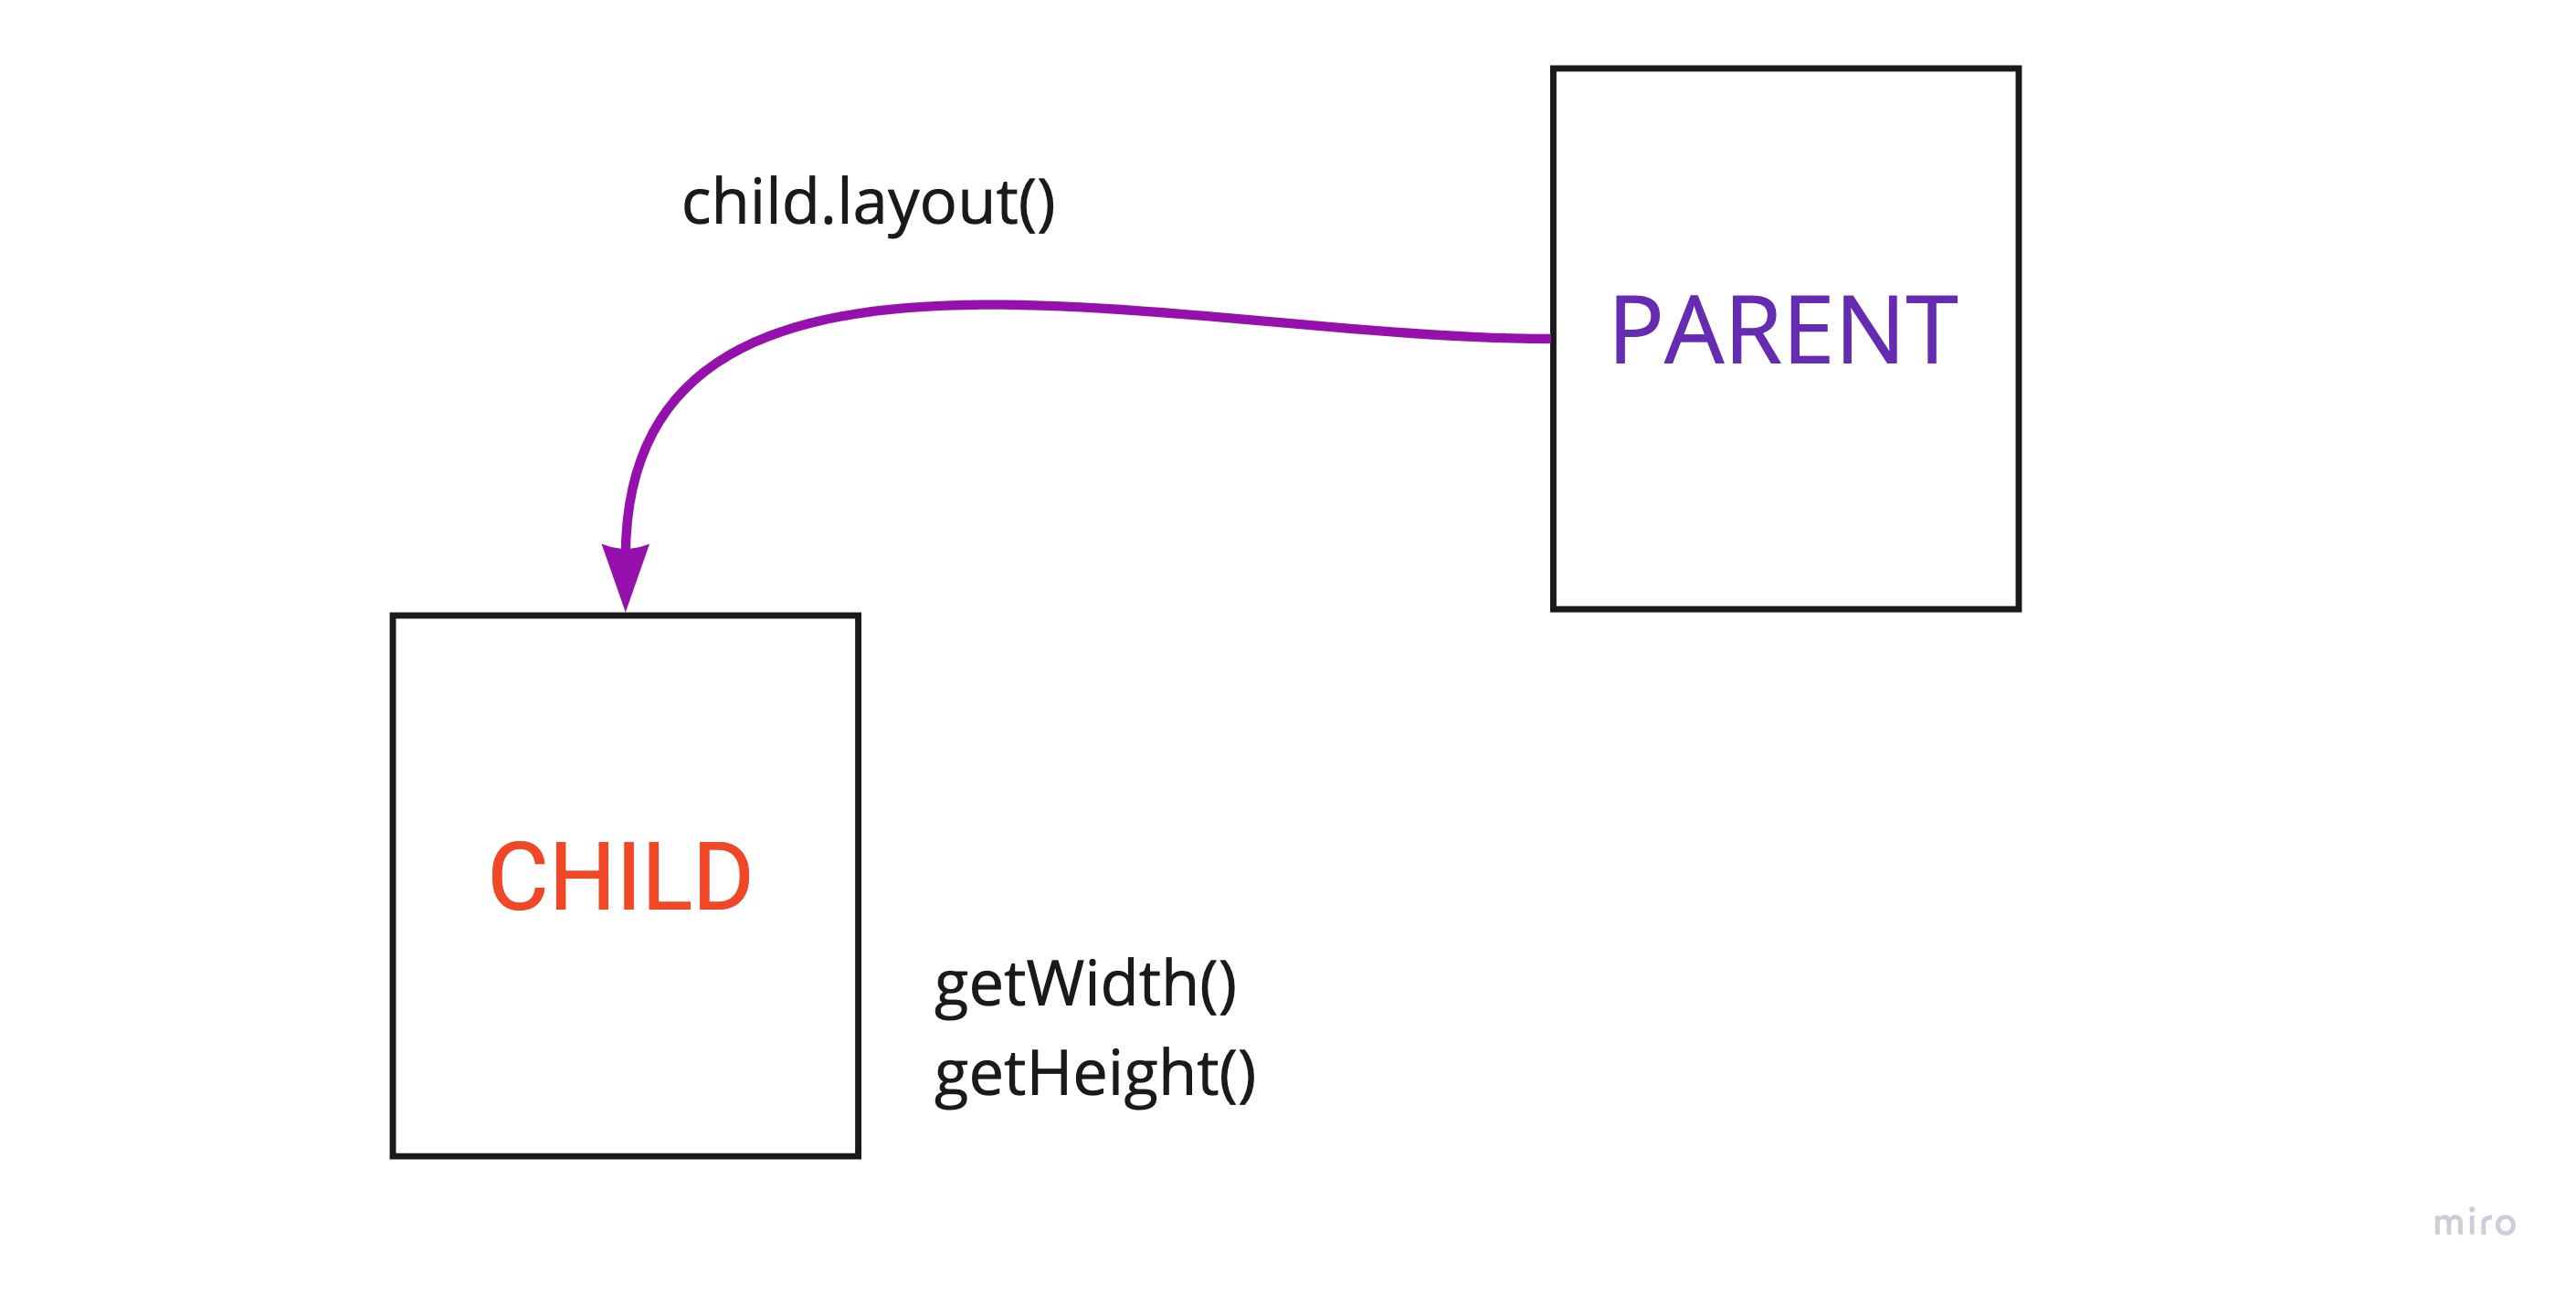 child.layout()
PARENT
CHILD
getWidth()
getHeight()
miro